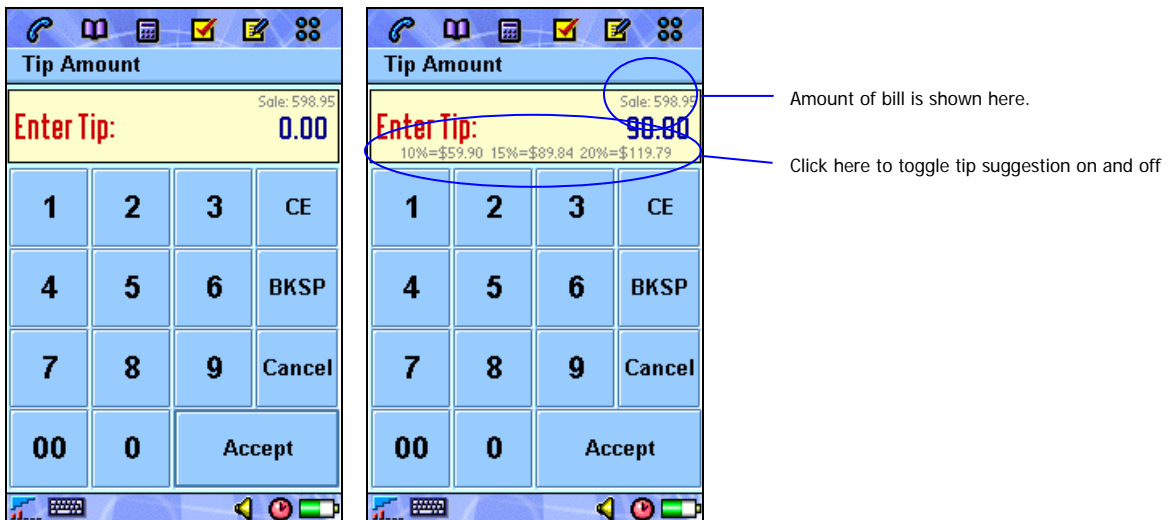 Tip Amount
Sale: 598.95
Enter Tip: 0.00
1 2 3 CE
4 5 6 BKSP
7 8 9 Cancel
00 0 Accept
Tip Amount
Sale: 598.95
Enter Tip: 90.00
10%=$59.90 15%=$89.84 20%=$119.79
1 2 3 CE
4 5 6 BKSP
7 8 9 Cancel
00 0 Accept
Amount of bill is shown here.
Click here to toggle tip suggestion on and off